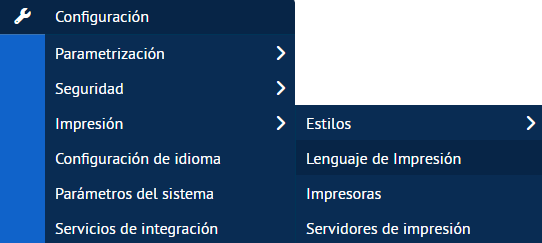 Configuración
Parametrización
Seguridad
Impresión
Configuración de idioma
Parámetros del sistema
Servicios de integración
Estilos
Lenguaje de Impresión
Impresoras
Servidores de impresión